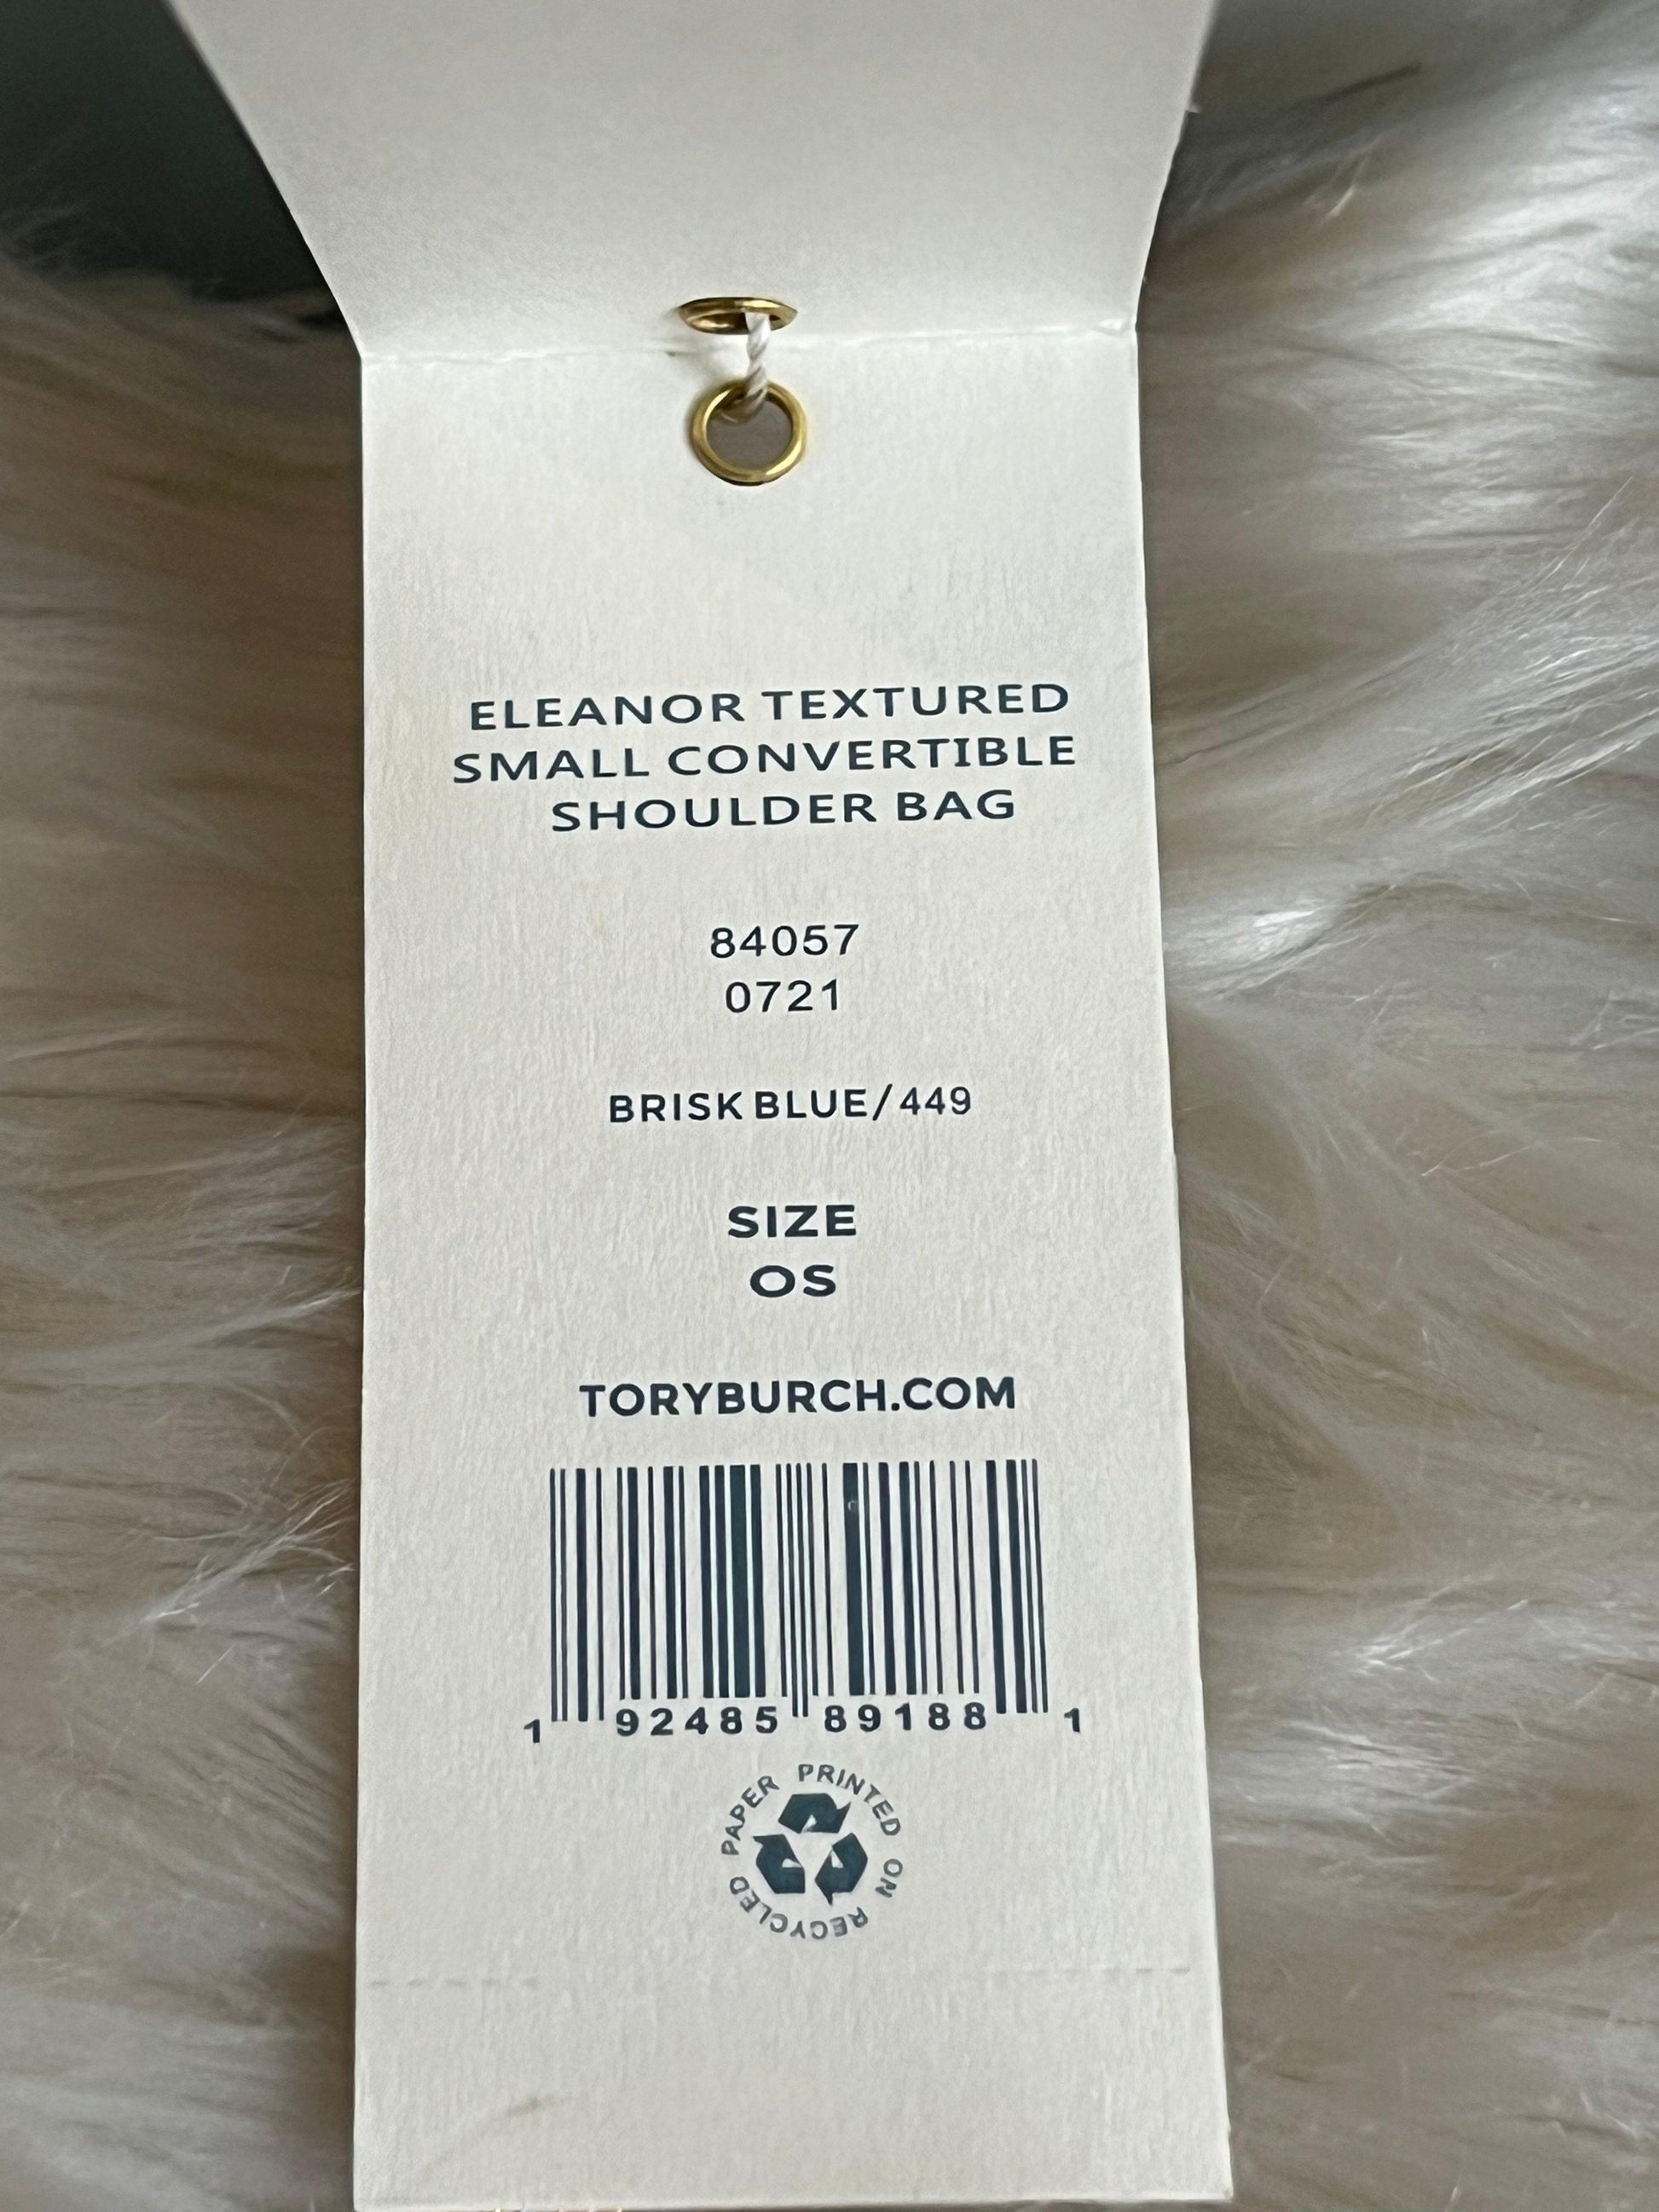 ELEANOR TEXTURED
SMALL CONVERTIBLE
SHOULDER BAG
84057
0721
BRISK BLUE/449
SIZE
OS
TORYBURCH.COM
1 92485 89188 1
PRINTED ON RECYCLED PAPER